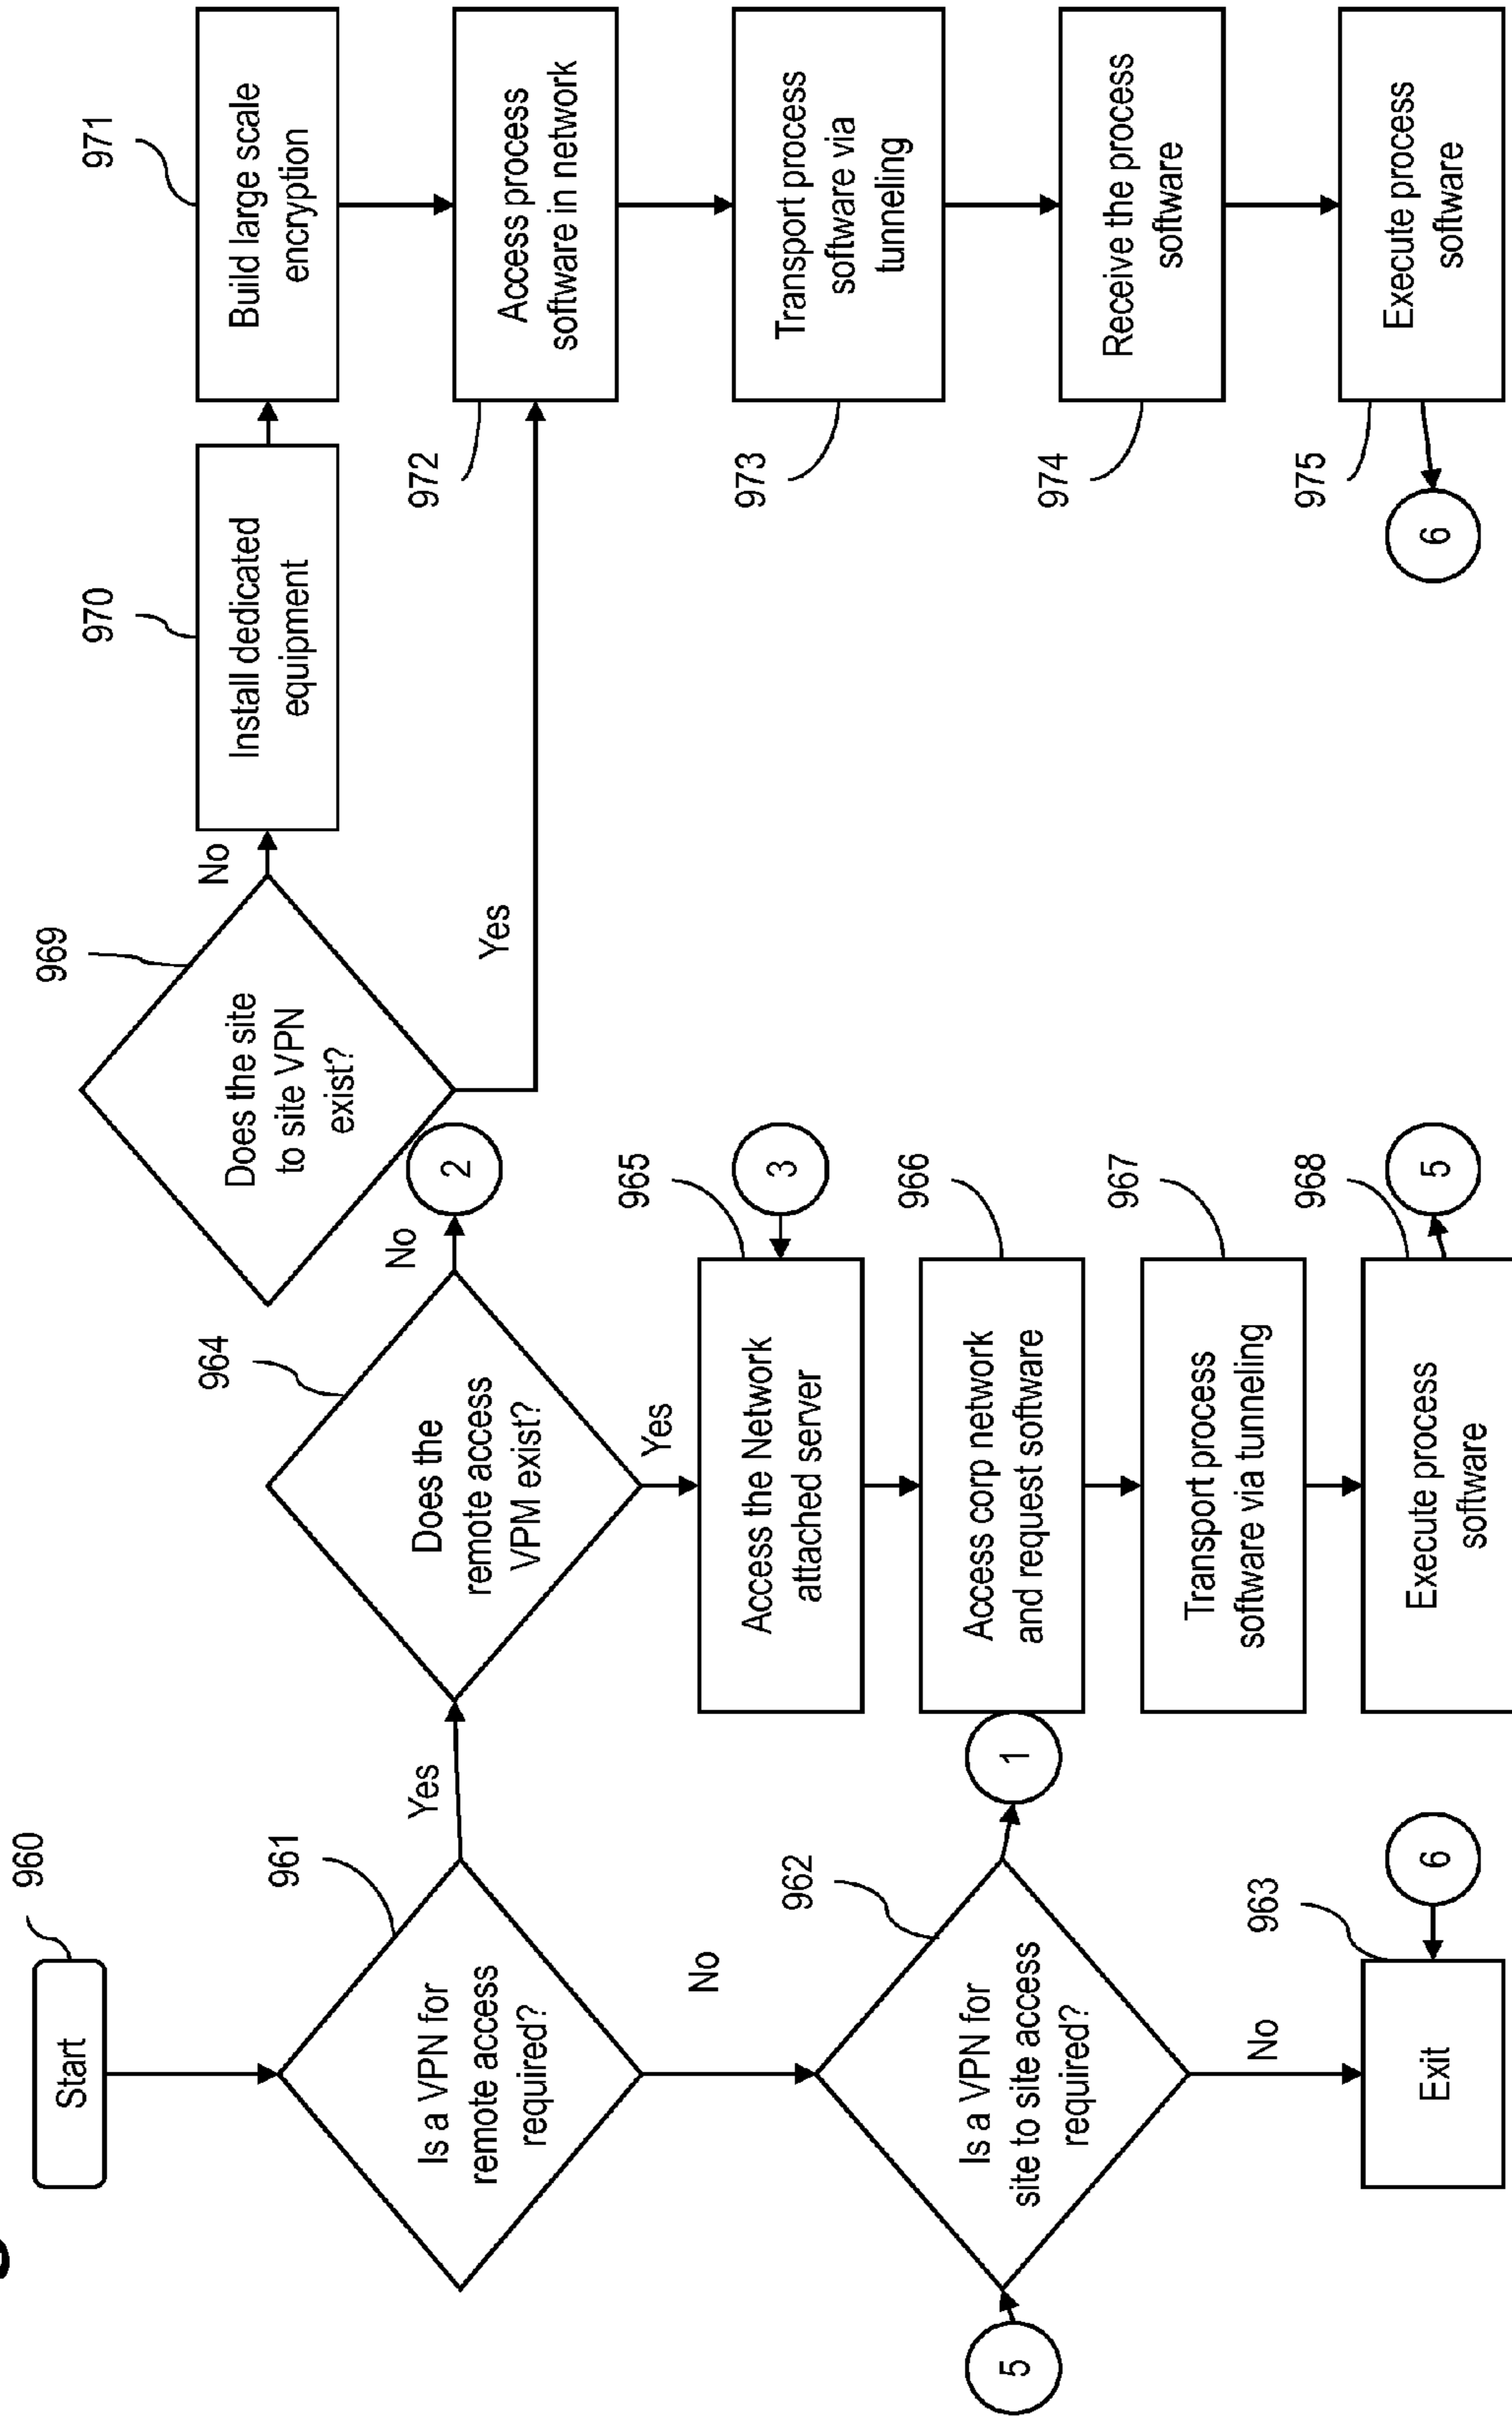 960
Start
961
Is a VPN for
remote access
required?
Yes
No
5
962
Is a VPN for
site to site access
required?
1
No
963
Exit
6
964
Does the
remote access
VPM exist?
No
2
Yes
965
Access the Network
attached server
3
966
Access corp network
and request software
967
Transport process
software via tunneling
968
Execute process
software
5
969
Does the site
to site VPN
exist?
No
Yes
970
Install dedicated
equipment
971
Build large scale
encryption
972
Access process
software in network
973
Transport process
software via
tunneling
974
Receive the process
software
975
Execute process
software
6